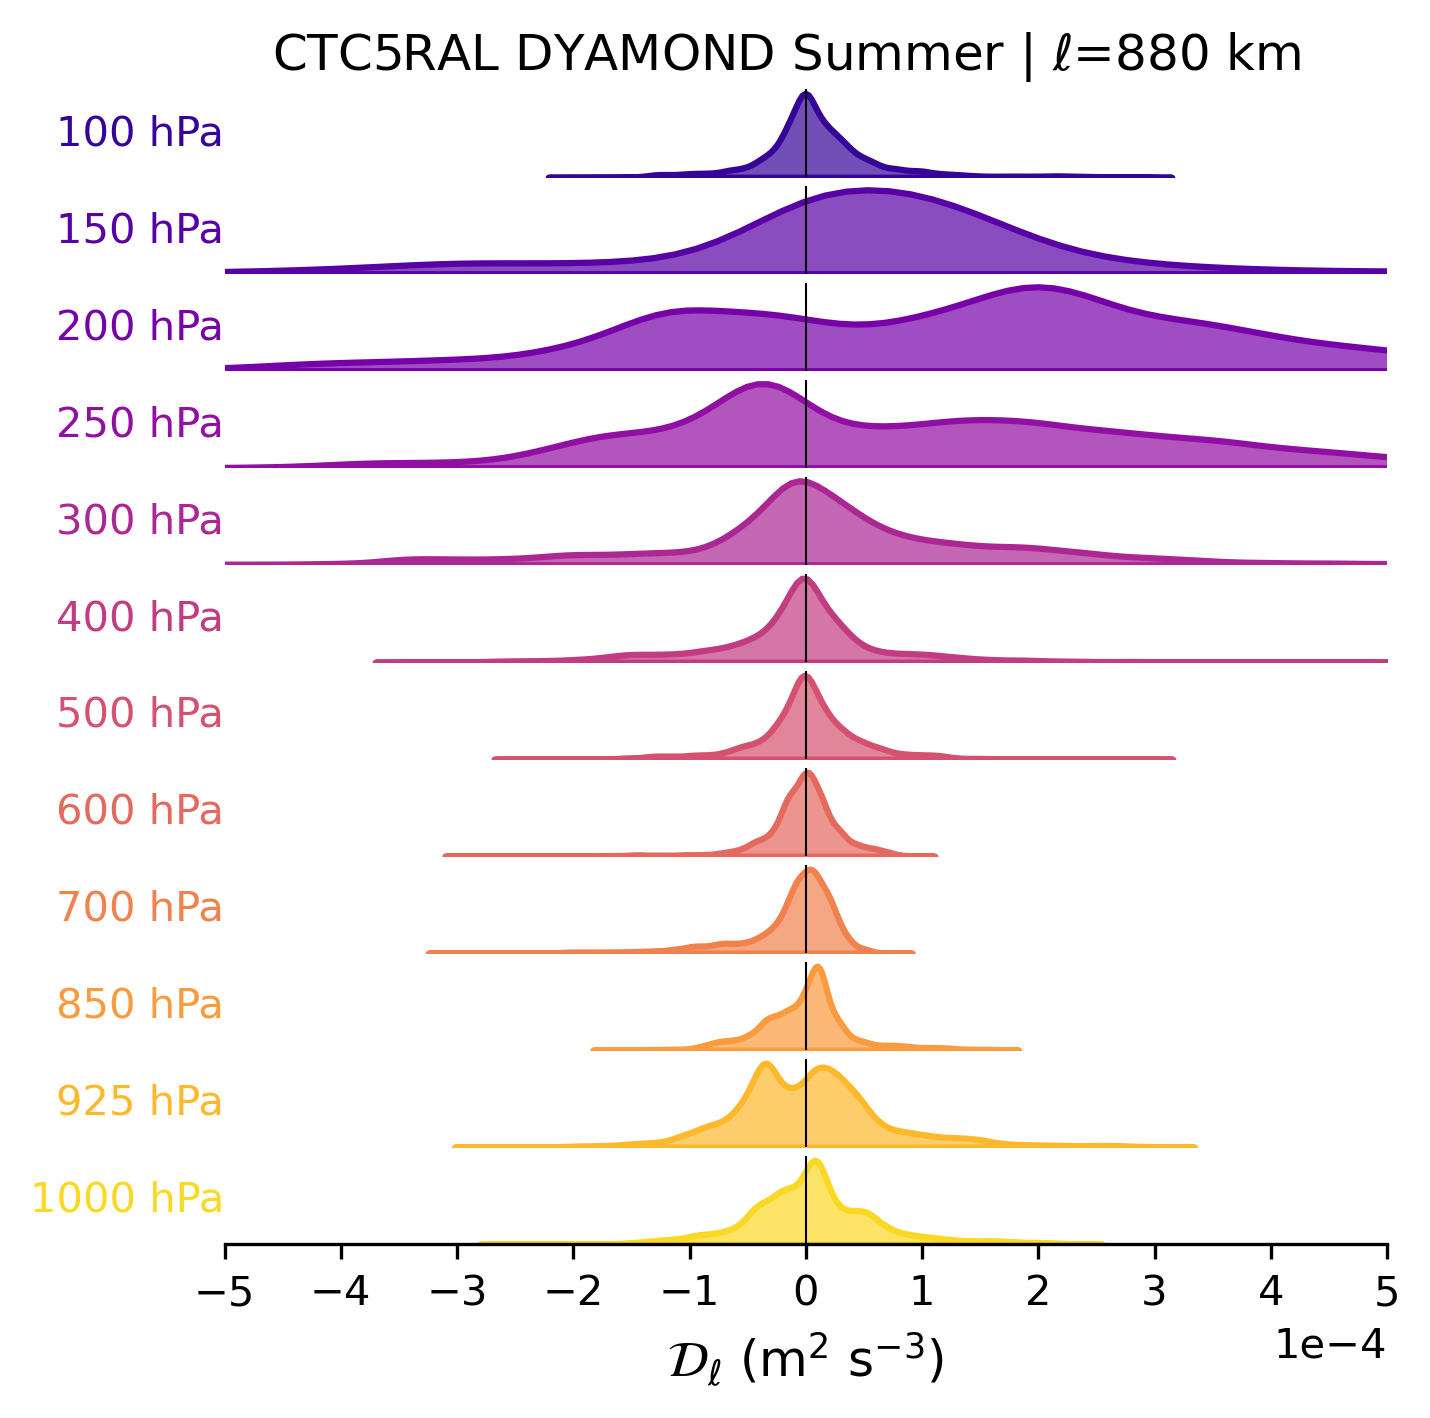 CTC5RAL DYAMOND Summer | ℓ=880 km
100 hPa
150 hPa
200 hPa
250 hPa
300 hPa
400 hPa
500 hPa
600 hPa
700 hPa
850 hPa
925 hPa
1000 hPa
−5 −4 −3 −2 −1 0 1 2 3 4 5
1e−4
𝒟ℓ (m² s⁻³)